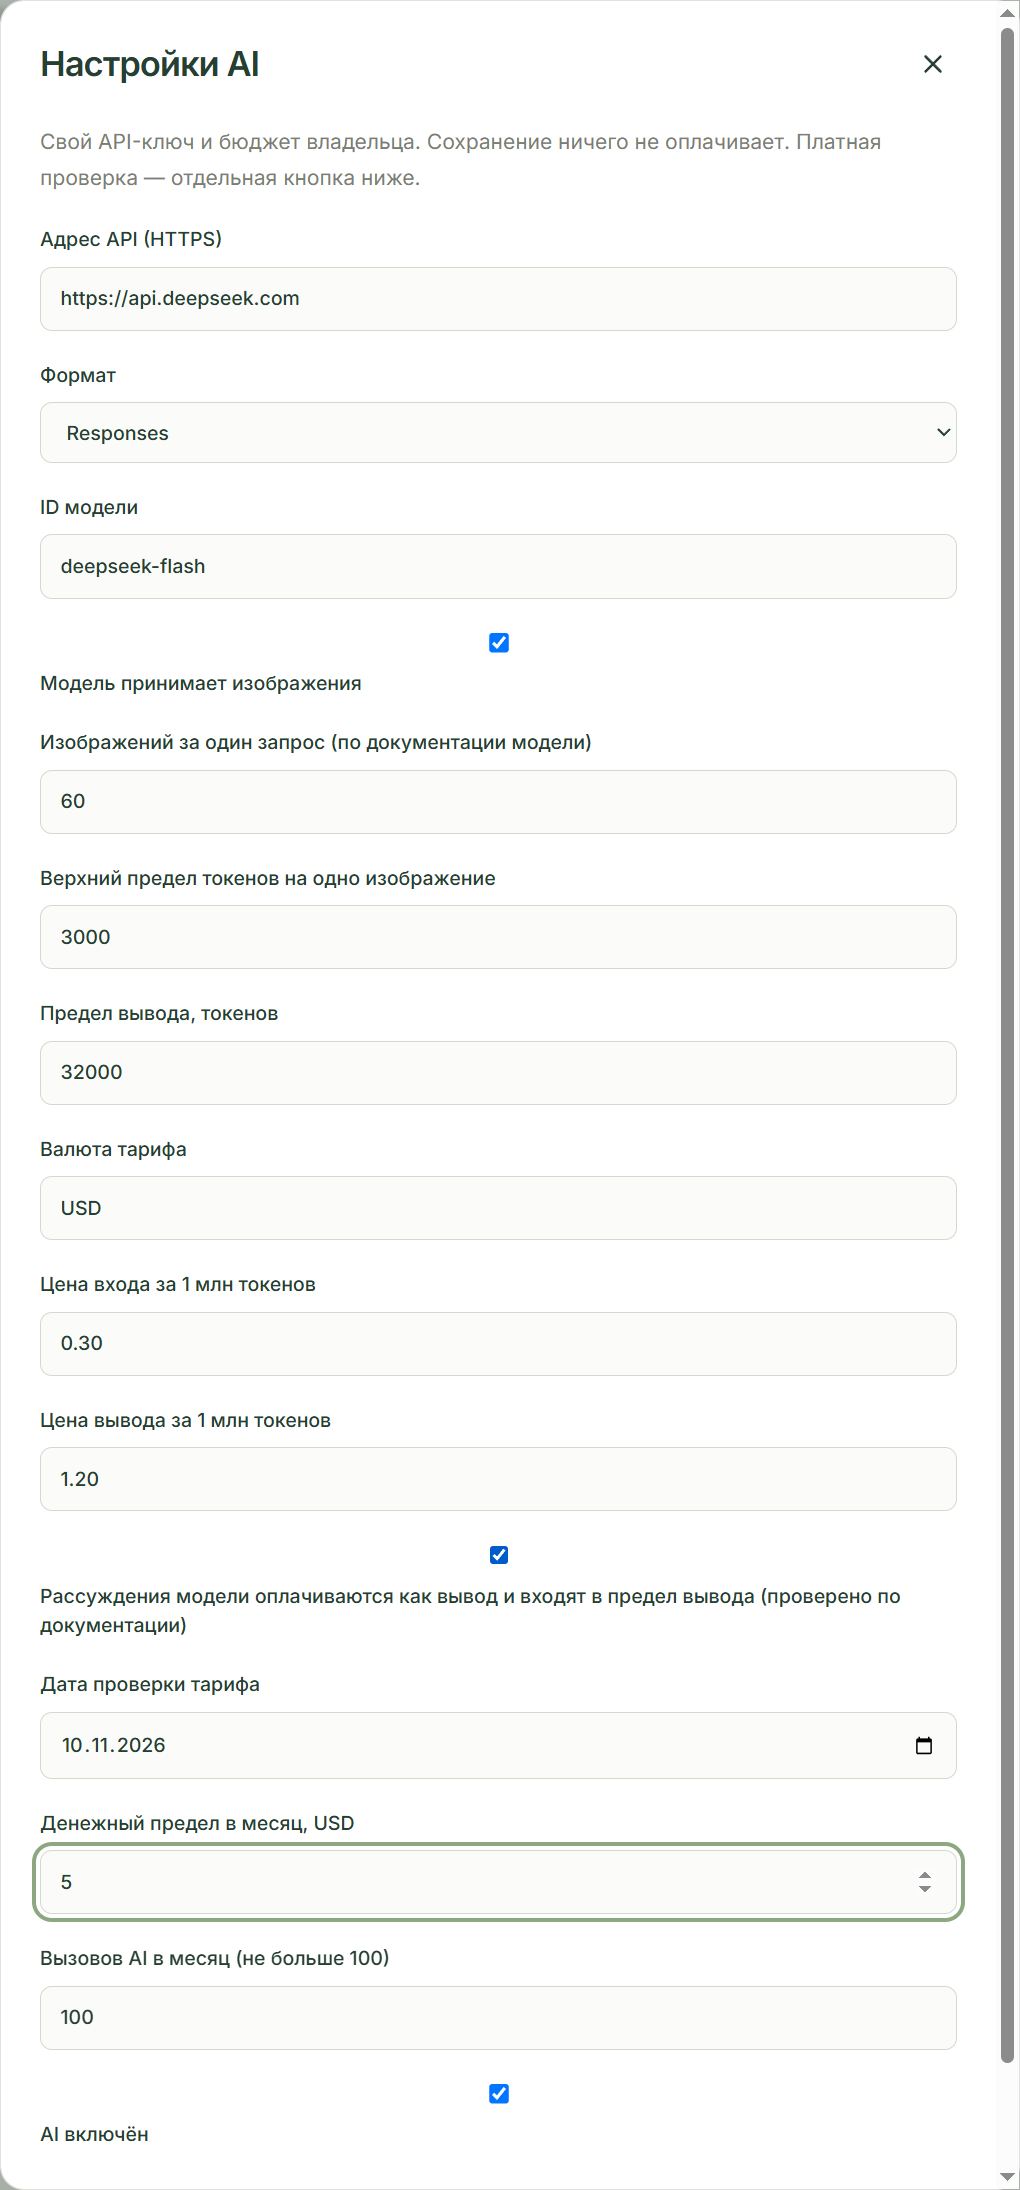 Настройки AI
Свой API-ключ и бюджет владельца. Сохранение ничего не оплачивает. Платная
проверка — отдельная кнопка ниже.
Адрес API (HTTPS)
https://api.deepseek.com
Формат
Responses
ID модели
deepseek-flash
Модель принимает изображения
Изображений за один запрос (по документации модели)
60
Верхний предел токенов на одно изображение
3000
Предел вывода, токенов
32000
Валюта тарифа
USD
Цена входа за 1 млн токенов
0.30
Цена вывода за 1 млн токенов
1.20
Рассуждения модели оплачиваются как вывод и входят в предел вывода (проверено по
документации)
Дата проверки тарифа
10.11.2026
Денежный предел в месяц, USD
5
Вызовов AI в месяц (не больше 100)
100
AI включён